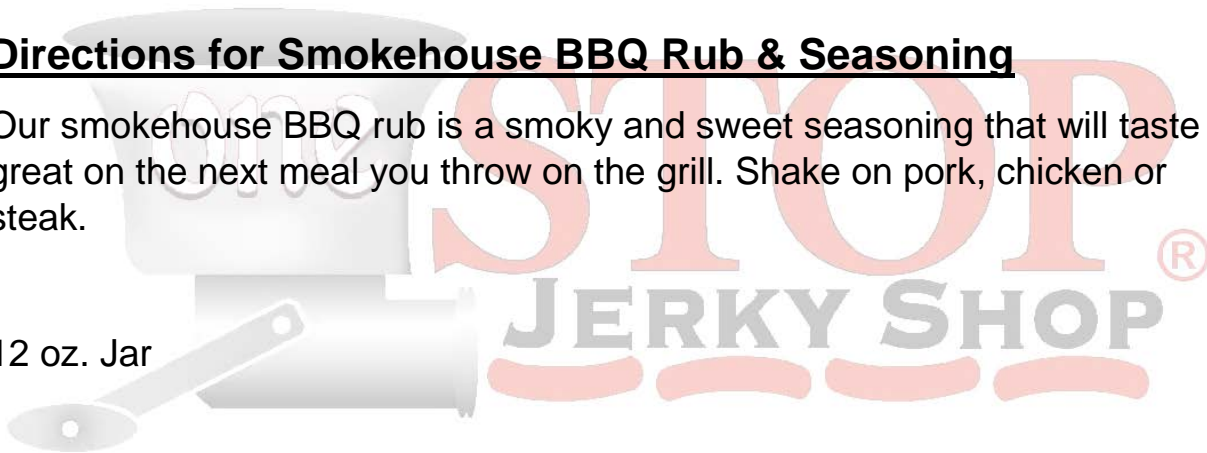 Directions for Smokehouse BBQ Rub & Seasoning
Our smokehouse BBQ rub is a smoky and sweet seasoning that will taste
great on the next meal you throw on the grill. Shake on pork, chicken or
steak.
12 oz. Jar
one
STOP
®
JERKY SHOP